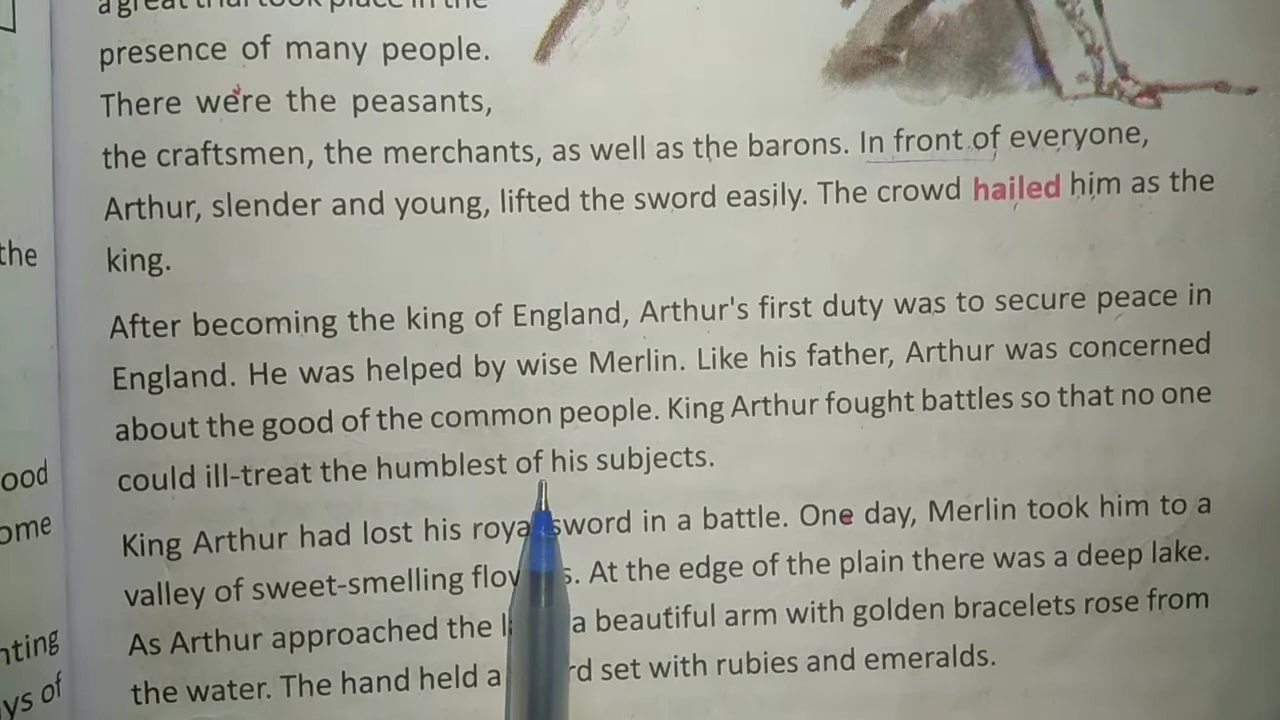 a great trial took place in the
presence of many people.
There were the peasants,
the craftsmen, the merchants, as well as the barons. In front of everyone,
Arthur, slender and young, lifted the sword easily. The crowd hailed him as the
the
king.
After becoming the king of England, Arthur's first duty was to secure peace in
England. He was helped by wise Merlin. Like his father, Arthur was concerned
about the good of the common people. King Arthur fought battles so that no one
ood
could ill-treat the humblest of his subjects.
ome
King Arthur had lost his roya sword in a battle. One day, Merlin took him to a
valley of sweet-smelling flow s. At the edge of the plain there was a deep lake.
nting
As Arthur approached the l a beautiful arm with golden bracelets rose from
ys of
the water. The hand held a rd set with rubies and emeralds.